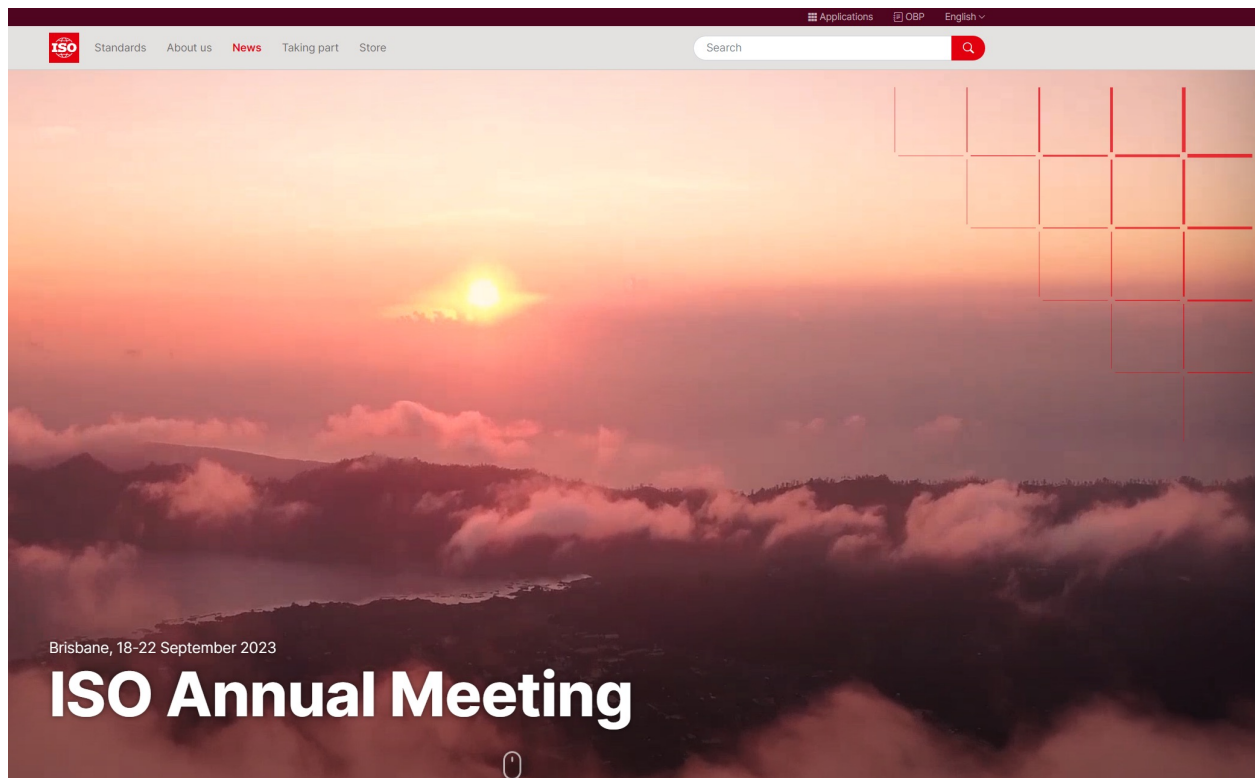 Applications OBP English
ISO Standards About us News Taking part Store Search
Brisbane, 18-22 September 2023
ISO Annual Meeting